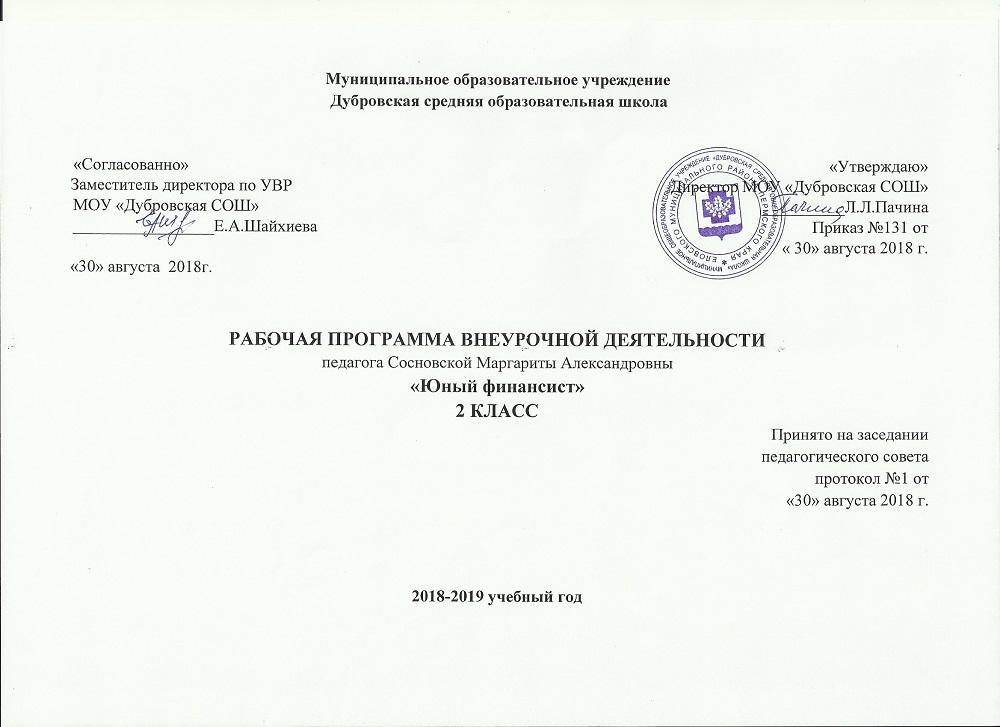 Муниципальное образовательное учреждение
Дубровская средняя образовательная школа
«Согласованно»
Заместитель директора по УВР
МОУ «Дубровская СОШ»
Е.А.Шайхиева
«30» августа 2018г.
«Утверждаю»
Директор МОУ «Дубровская СОШ»
Л.Л.Пачина
Приказ №131 от
« 30» августа 2018 г.
РАБОЧАЯ ПРОГРАММА ВНЕУРОЧНОЙ ДЕЯТЕЛЬНОСТИ
педагога Сосновской Маргариты Александровны
«Юный финансист»
2 КЛАСС
Принято на заседании
педагогического совета
протокол №1 от
«30» августа 2018 г.
2018-2019 учебный год